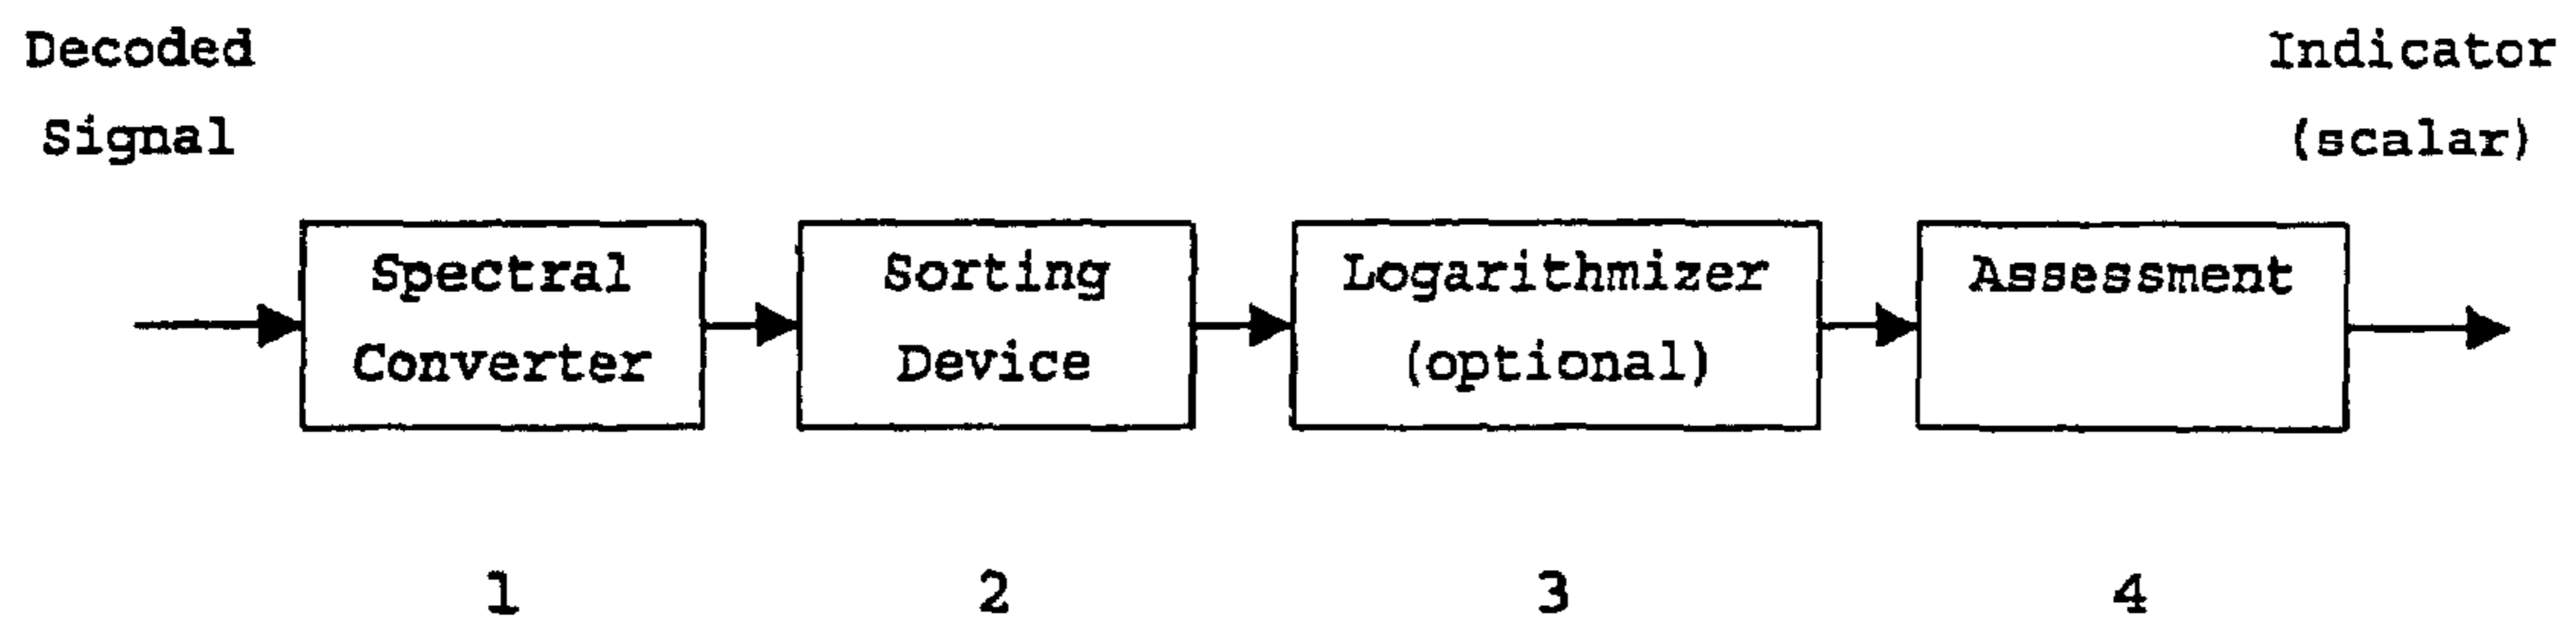 Decoded
Signal
Indicator
(scalar)
Spectral
Converter
Sorting
Device
Logarithmizer
(optional)
Assessment
1
2
3
4